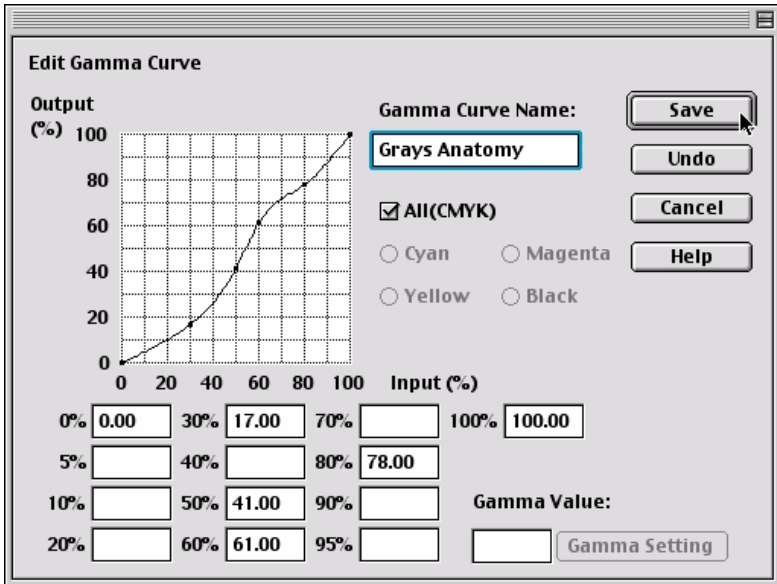 Edit Gamma Curve
Output
(%)
100
80
60
40
20
0
0 20 40 60 80 100 Input (%)
Gamma Curve Name:
Grays Anatomy
All(CMYK)
Cyan Magenta
Yellow Black
Save
Undo
Cancel
Help
0% 0.00 30% 17.00 70% 100% 100.00
5% 40% 80% 78.00
10% 50% 41.00 90%
20% 60% 61.00 95%
Gamma Value:
Gamma Setting